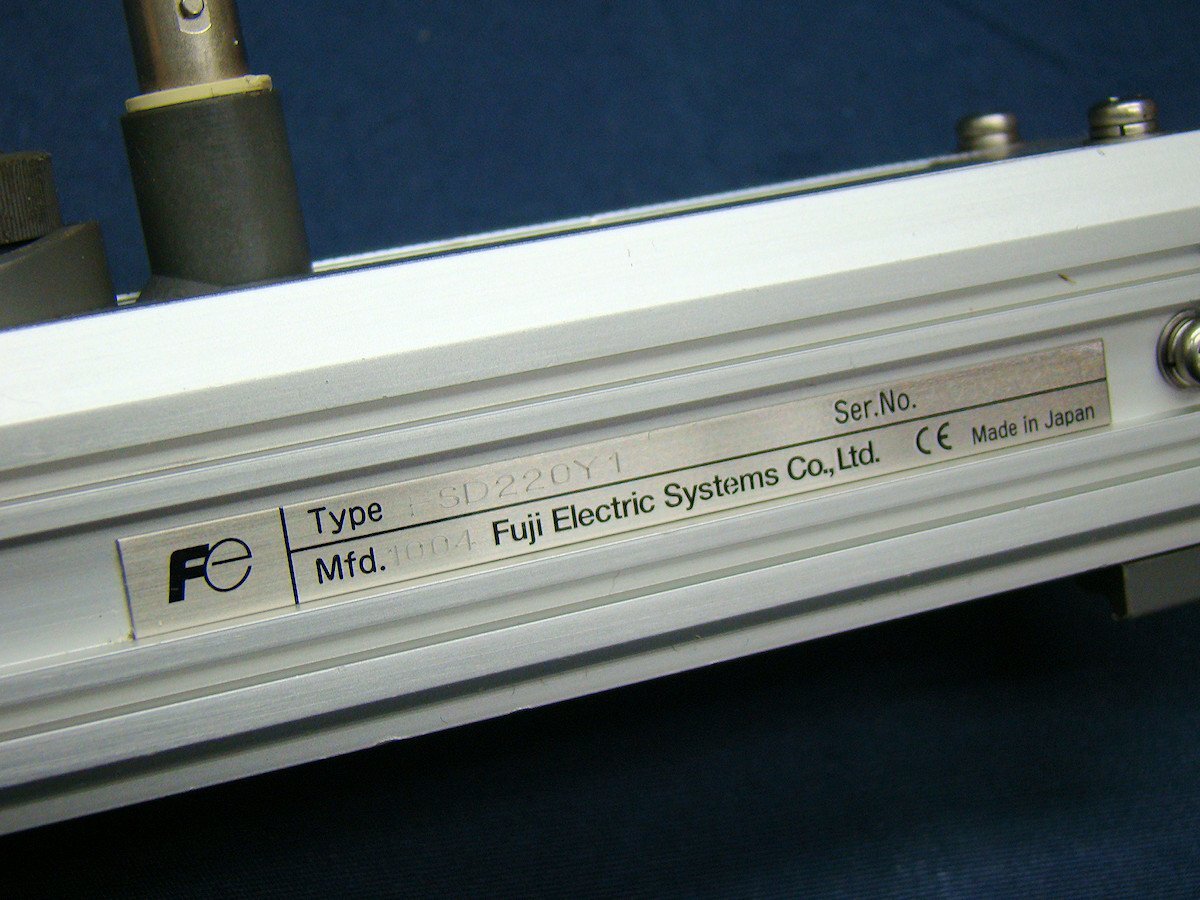 Fe
Type FSD220Y1 Ser.No.
Mfd. 1004 Fuji Electric Systems Co., Ltd. CE Made in Japan